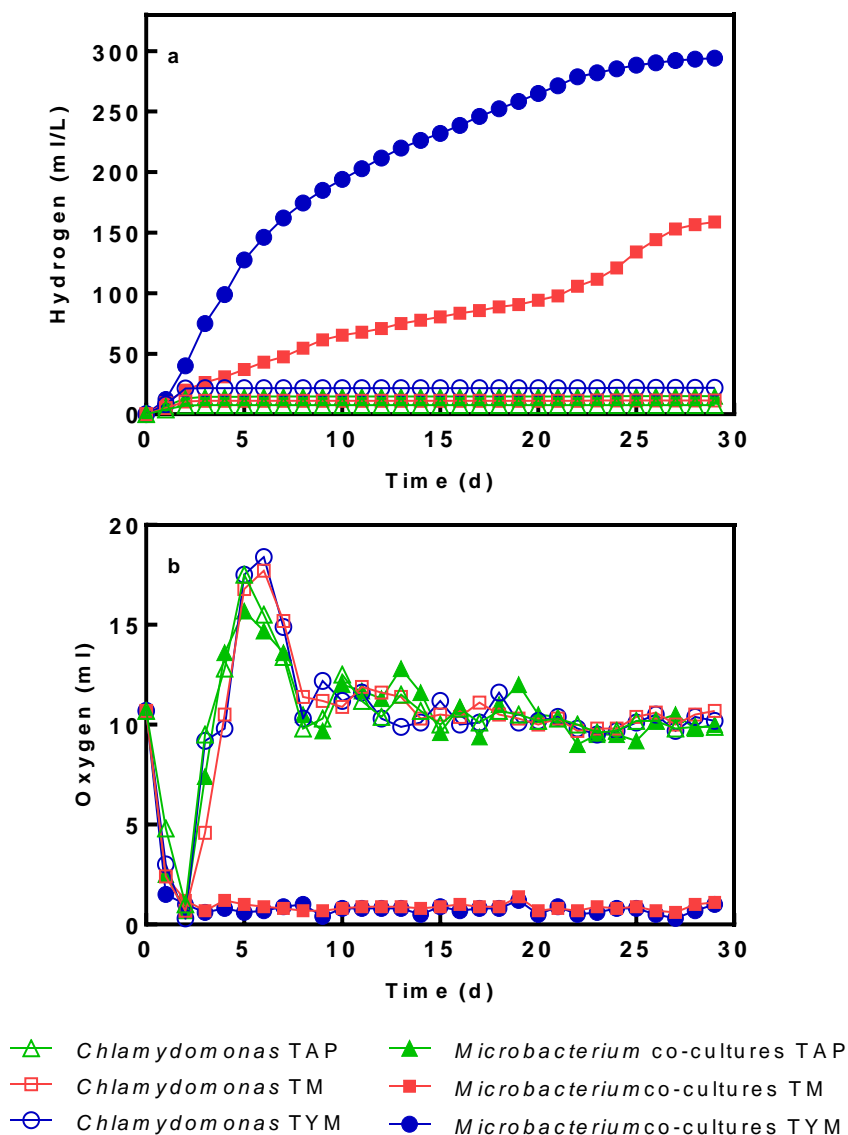 a
300
250
200
150
100
50
0
Hydrogen (ml/L)
0 5 10 15 20 25 30
Time (d)
b
20
15
10
5
0
Oxygen (ml)
0 5 10 15 20 25 30
Time (d)
Chlamydomonas TAP
Chlamydomonas TM
Chlamydomonas TYM
Microbacterium co-cultures TAP
Microbacterium co-cultures TM
Microbacterium co-cultures TYM